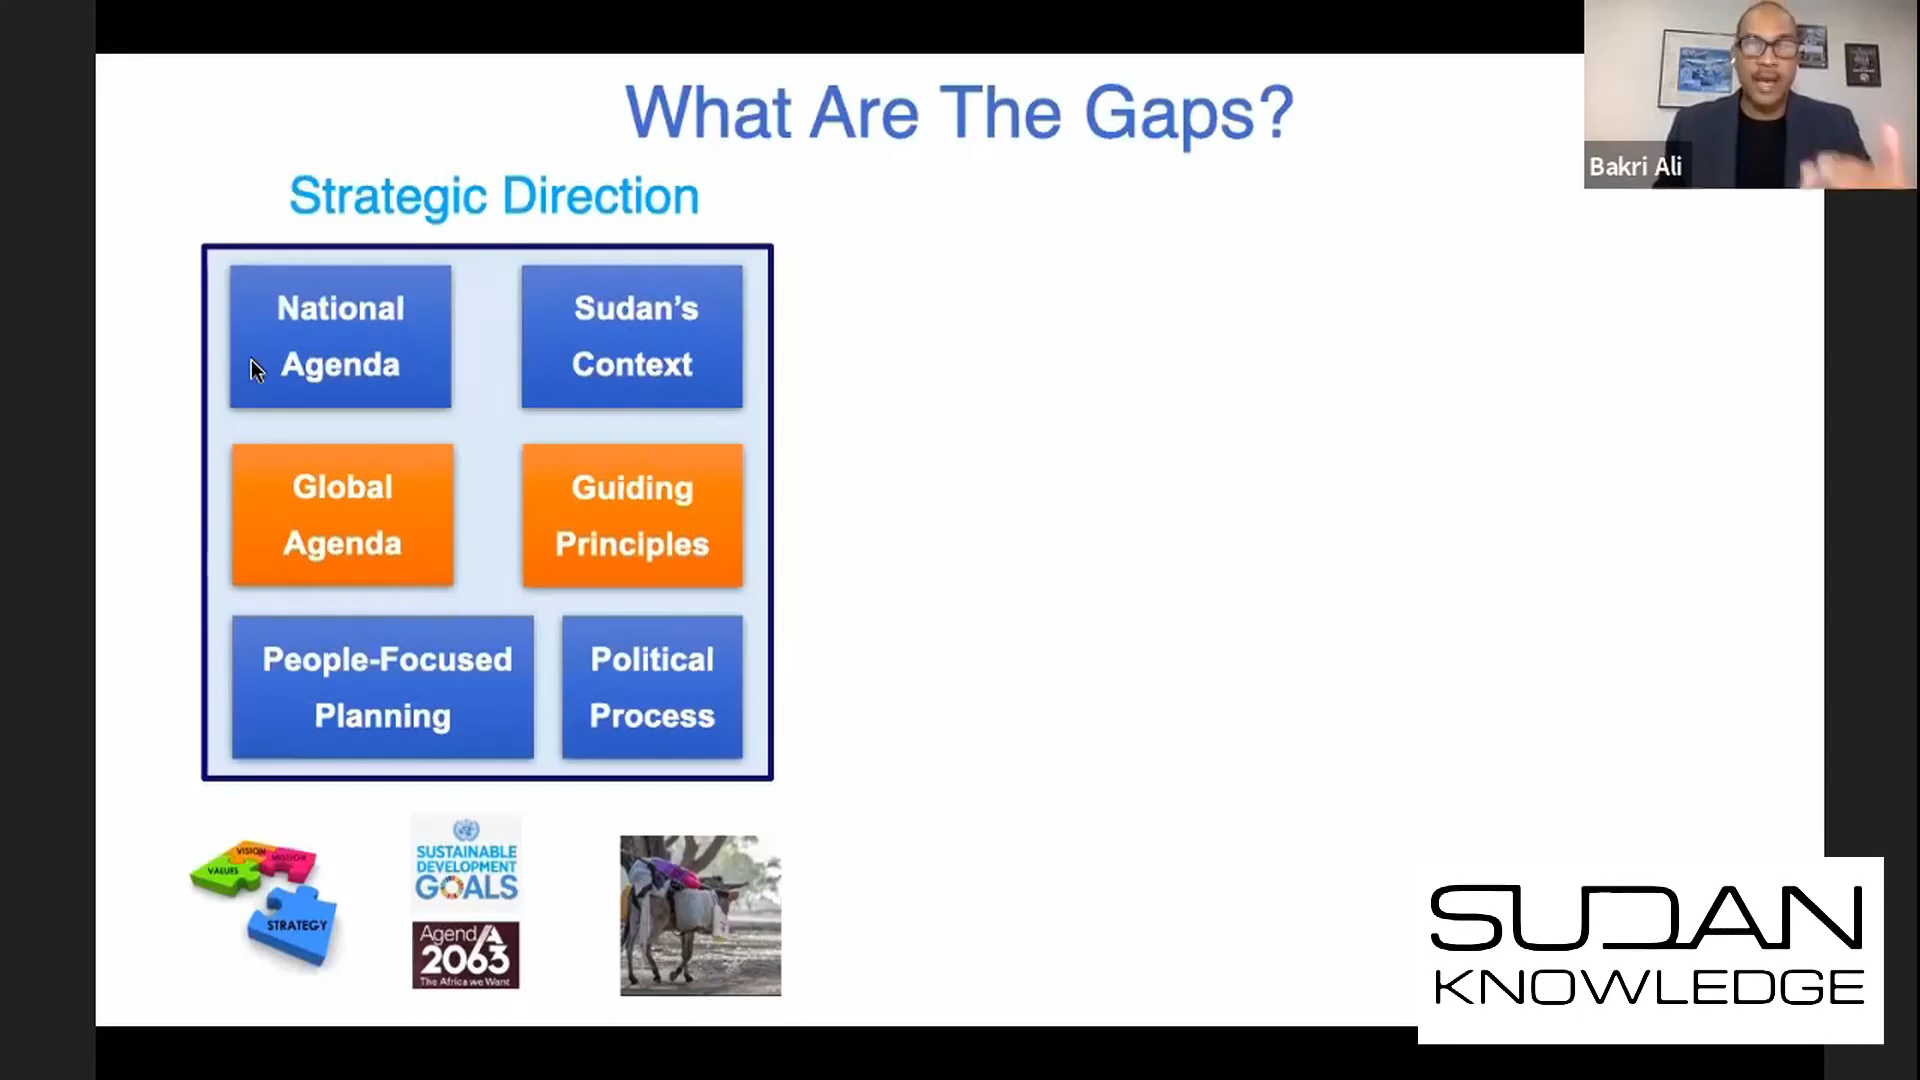 What Are The Gaps?
Bakri Ali
Strategic Direction
National
Agenda
Sudan's
Context
Global
Agenda
Guiding
Principles
People-Focused
Planning
Political
Process
VISION
MISSION
VALUES
STRATEGY
SUSTAINABLE
DEVELOPMENT
GOALS
AgendA
2063
The Africa we Want
SUDAN
KNOWLEDGE